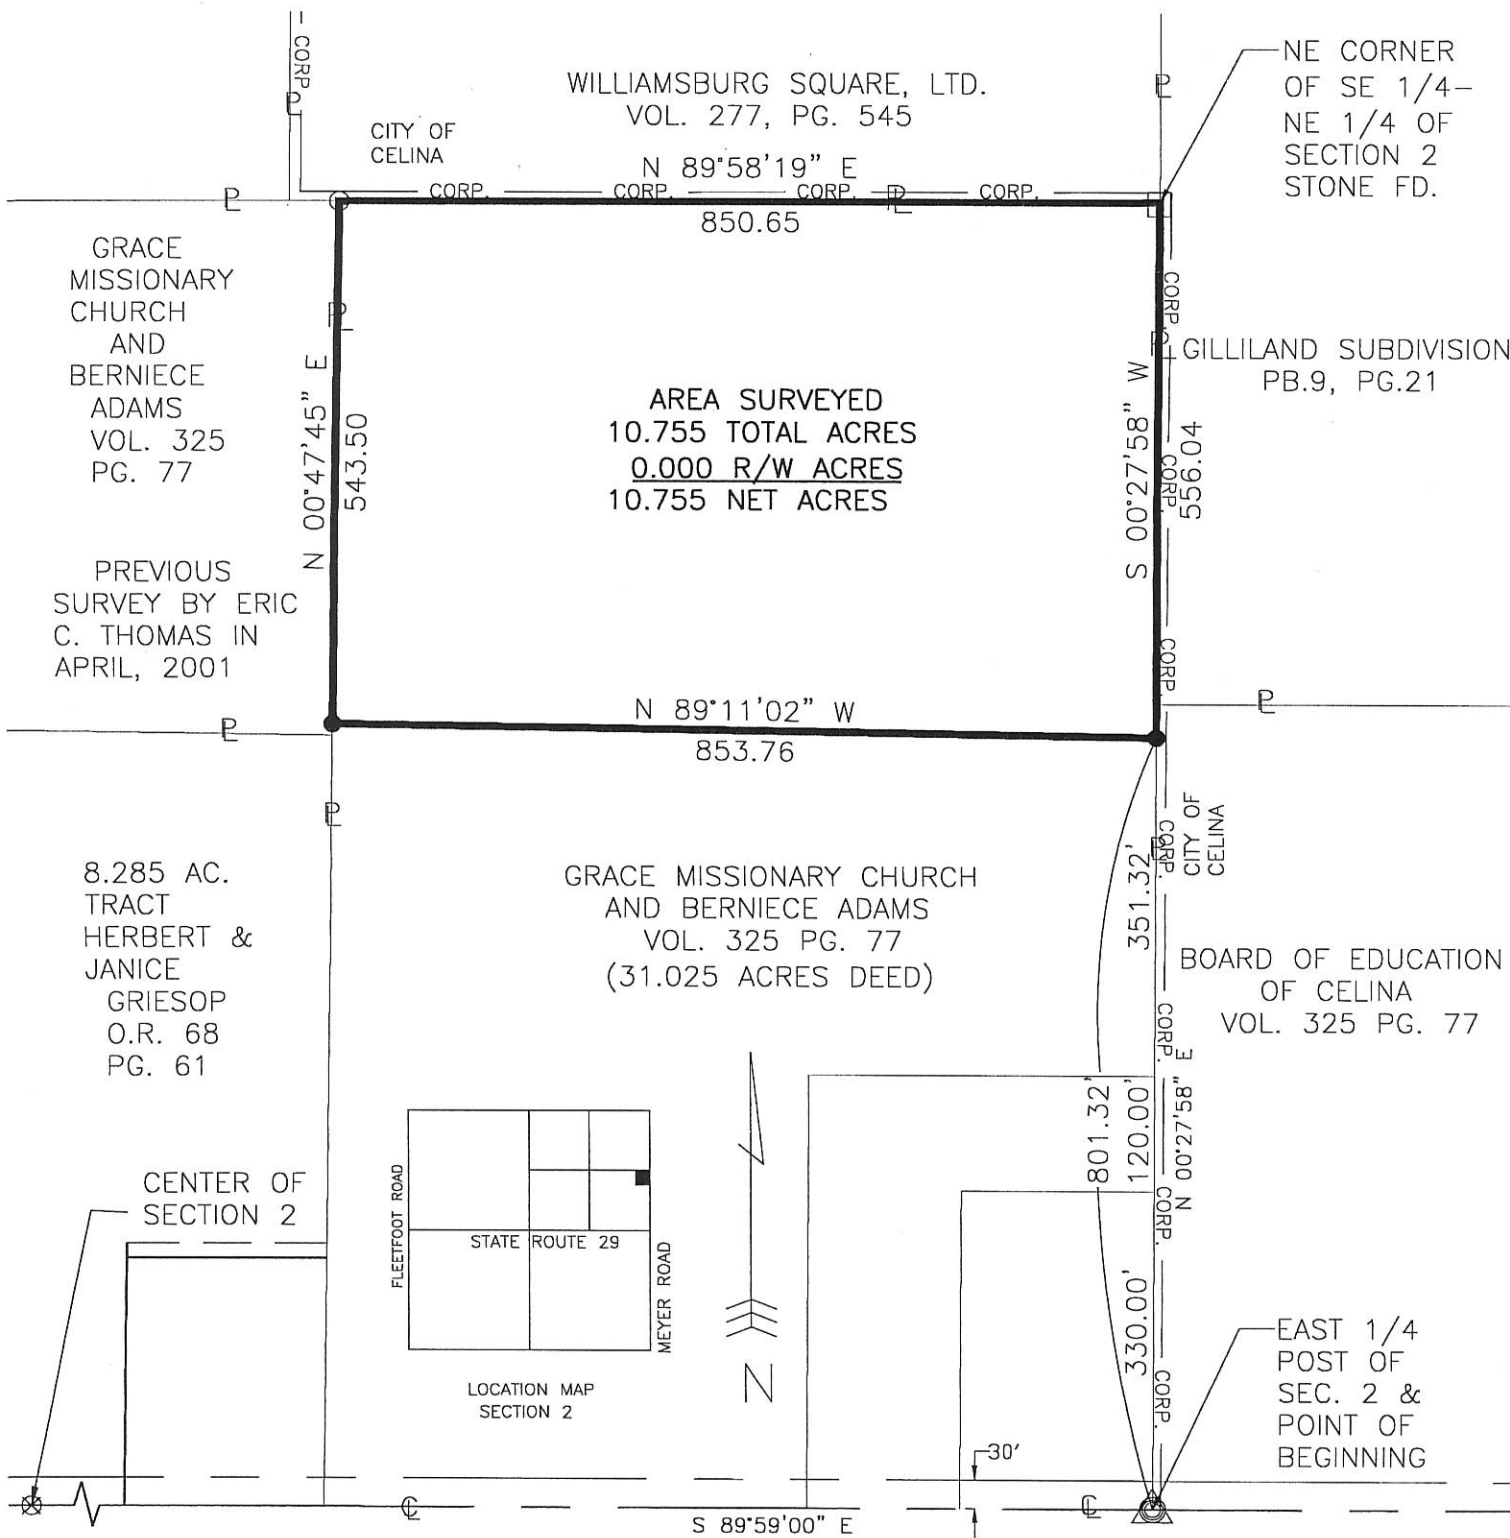 CORP
WILLIAMSBURG SQUARE, LTD.
VOL. 277, PG. 545
NE CORNER
OF SE 1/4-
NE 1/4 OF
SECTION 2
STONE FD.
CITY OF
CELINA
N 89°58'19" E
CORP. CORP. CORP. CORP.
850.65
GRACE
MISSIONARY
CHURCH
AND
BERNIECE
ADAMS
VOL. 325
PG. 77
N 00°47'45" E
543.50
AREA SURVEYED
10.755 TOTAL ACRES
0.000 R/W ACRES
10.755 NET ACRES
S 00°27'58" W
556.04
CORP.
CORP.
CORP.
GILLILAND SUBDIVISION
PB.9, PG.21
PREVIOUS
SURVEY BY ERIC
C. THOMAS IN
APRIL, 2001
N 89°11'02" W
853.76
8.285 AC.
TRACT
HERBERT &
JANICE
GRIESOP
O.R. 68
PG. 61
GRACE MISSIONARY CHURCH
AND BERNIECE ADAMS
VOL. 325 PG. 77
(31.025 ACRES DEED)
CITY OF
CELINA
CORP.
351.32'
BOARD OF EDUCATION
OF CELINA
VOL. 325 PG. 77
CORP.
N 00°27'58" E
801.32'
120.00'
CORP.
330.00'
CORP.
CENTER OF
SECTION 2
FLEETFOOT ROAD
STATE ROUTE 29
MEYER ROAD
LOCATION MAP
SECTION 2
N
EAST 1/4
POST OF
SEC. 2 &
POINT OF
BEGINNING
30'
S 89°59'00" E